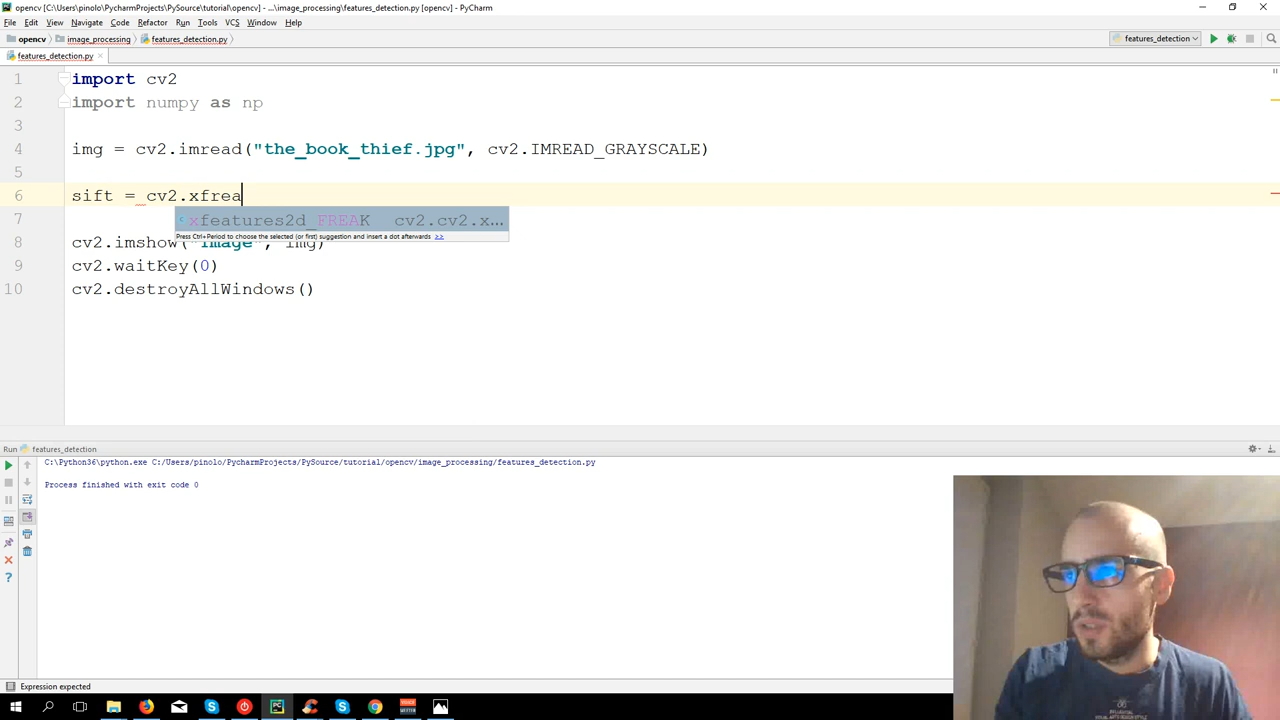 opencv [C:\Users\pinolo\PycharmProjects\PySource\tutorial\opencv] - ...\image_processing\features_detection.py [opencv] - PyCharm
File Edit View Navigate Code Refactor Run Tools VCS Window Help
opencv image_processing features_detection.py features_detection
features_detection.py
1 import cv2
2 import numpy as np
3
4 img = cv2.imread("the_book_thief.jpg", cv2.IMREAD_GRAYSCALE)
5
6 sift = cv2.xfrea
7 xfeatures2d_FREAK cv2.cv2.x...
Press Ctrl+Period to choose the selected (or first) suggestion and insert a dot afterwards >>
8 cv2.imshow("Image", img)
9 cv2.waitKey(0)
10 cv2.destroyAllWindows()
Run features_detection
C:\Python36\python.exe C:/Users/pinolo/PycharmProjects/PySource/tutorial/opencv/image_processing/features_detection.py
Process finished with exit code 0
Expression expected